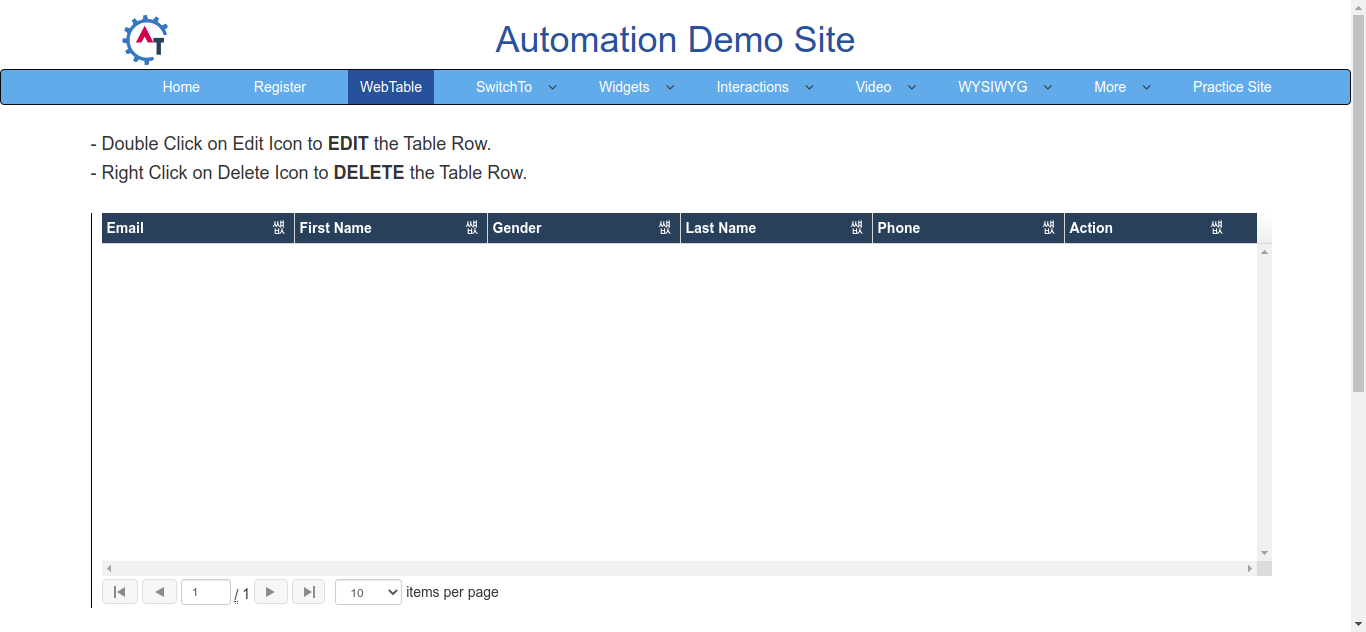 AT
Automation Demo Site
Home Register WebTable SwitchTo Widgets Interactions Video WYSIWYG More Practice Site
- Double Click on Edit Icon to EDIT the Table Row.
- Right Click on Delete Icon to DELETE the Table Row.
Email First Name Gender Last Name Phone Action
1 / 1 10 items per page